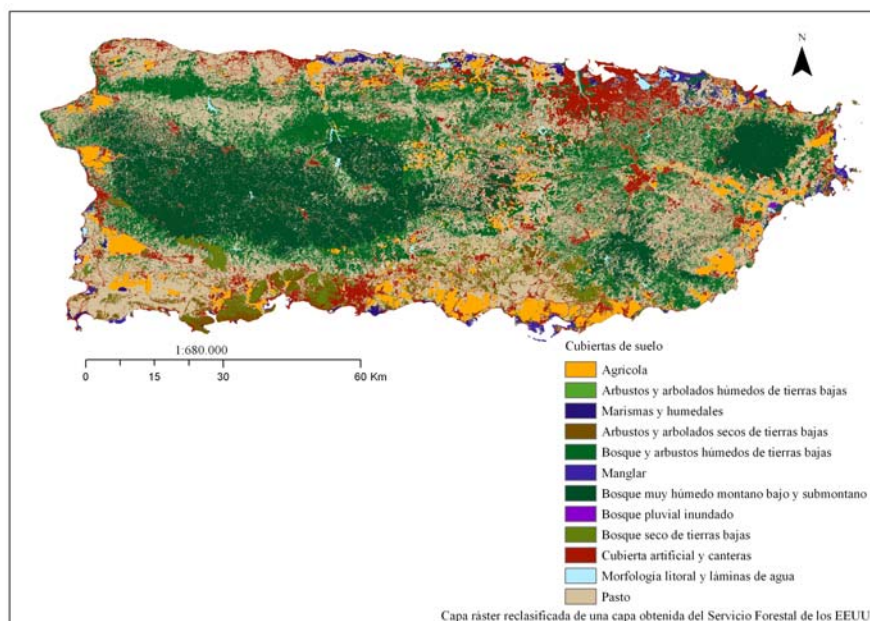 N
1:680.000
0 15 30 60 Km
Cubiertas de suelo
Agrícola
Arbustos y arbolados húmedos de tierras bajas
Marismas y humedales
Arbustos y arbolados secos de tierras bajas
Bosque y arbustos húmedos de tierras bajas
Manglar
Bosque muy húmedo montano bajo y submontano
Bosque pluvial inundado
Bosque seco de tierras bajas
Cubierta artificial y canteras
Morfología litoral y láminas de agua
Pasto
Capa ráster reclasificada de una capa obtenida del Servicio Forestal de los EEUU